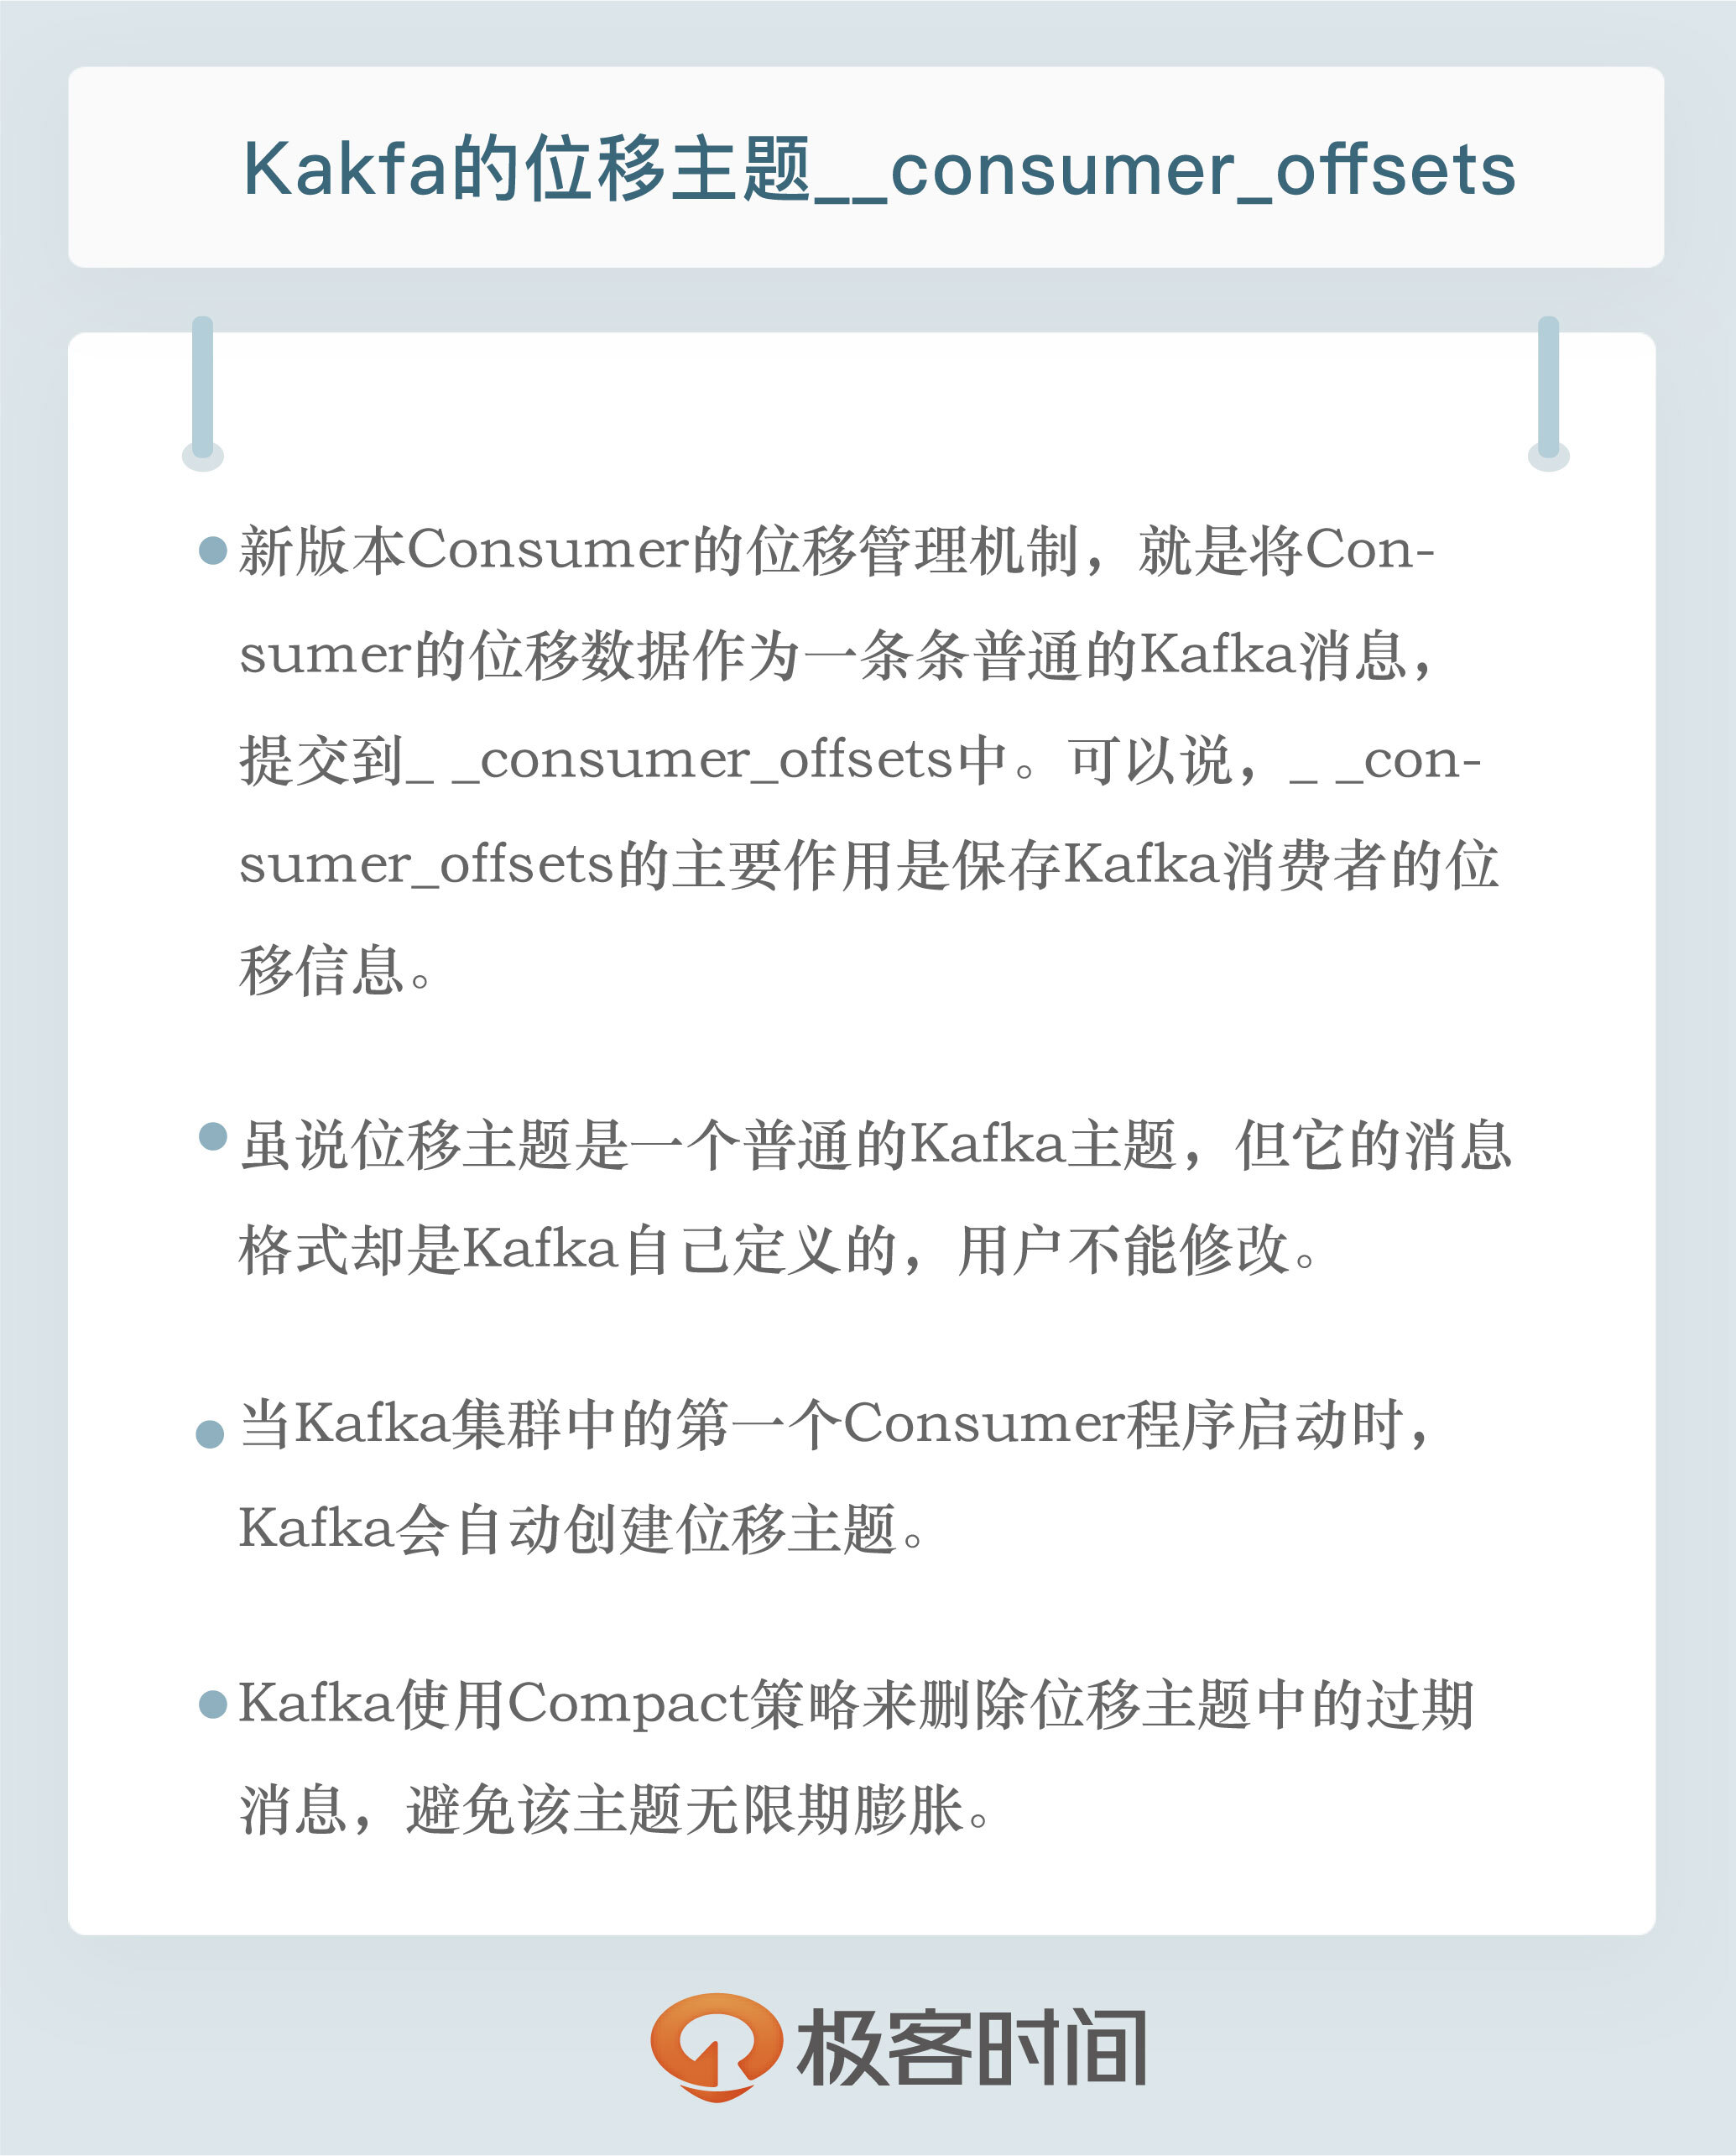 Kakfa的位移主题__consumer_offsets
新版本Consumer的位移管理机制，就是将Con-
sumer的位移数据作为一条条普通的Kafka消息，
提交到_ _consumer_offsets中。可以说，_ _con-
sumer_offsets的主要作用是保存Kafka消费者的位
移信息。
虽说位移主题是一个普通的Kafka主题，但它的消息
格式却是Kafka自己定义的，用户不能修改。
当Kafka集群中的第一个Consumer程序启动时，
Kafka会自动创建位移主题。
Kafka使用Compact策略来删除位移主题中的过期
消息，避免该主题无限期膨胀。
极客时间